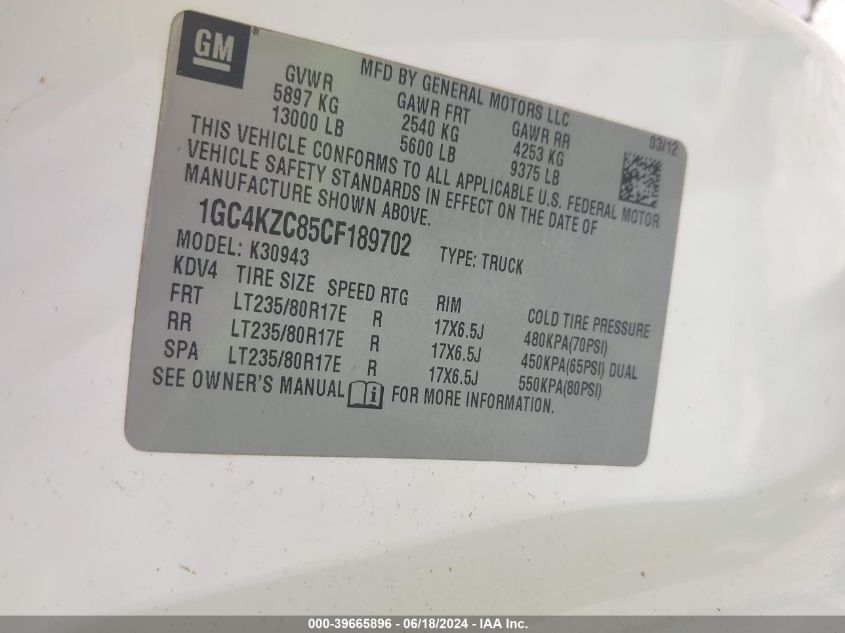 GM ®
MFD BY GENERAL MOTORS LLC
03/12
GVWR GAWR FRT GAWR RR
5897 KG 2540 KG 4253 KG
13000 LB 5600 LB 9375 LB
THIS VEHICLE CONFORMS TO ALL APPLICABLE U.S. FEDERAL MOTOR
VEHICLE SAFETY STANDARDS IN EFFECT ON THE DATE OF
MANUFACTURE SHOWN ABOVE.
1GC4KZC85CF189702 TYPE: TRUCK
MODEL: K30943
KDV4 TIRE SIZE SPEED RTG RIM COLD TIRE PRESSURE
FRT LT235/80R17E R 17X6.5J 480KPA(70PSI)
RR LT235/80R17E R 17X6.5J 450KPA(65PSI) DUAL
SPA LT235/80R17E R 17X6.5J 550KPA(80PSI)
SEE OWNER'S MANUAL i FOR MORE INFORMATION.
000-39665896 - 06/18/2024 - IAA Inc.